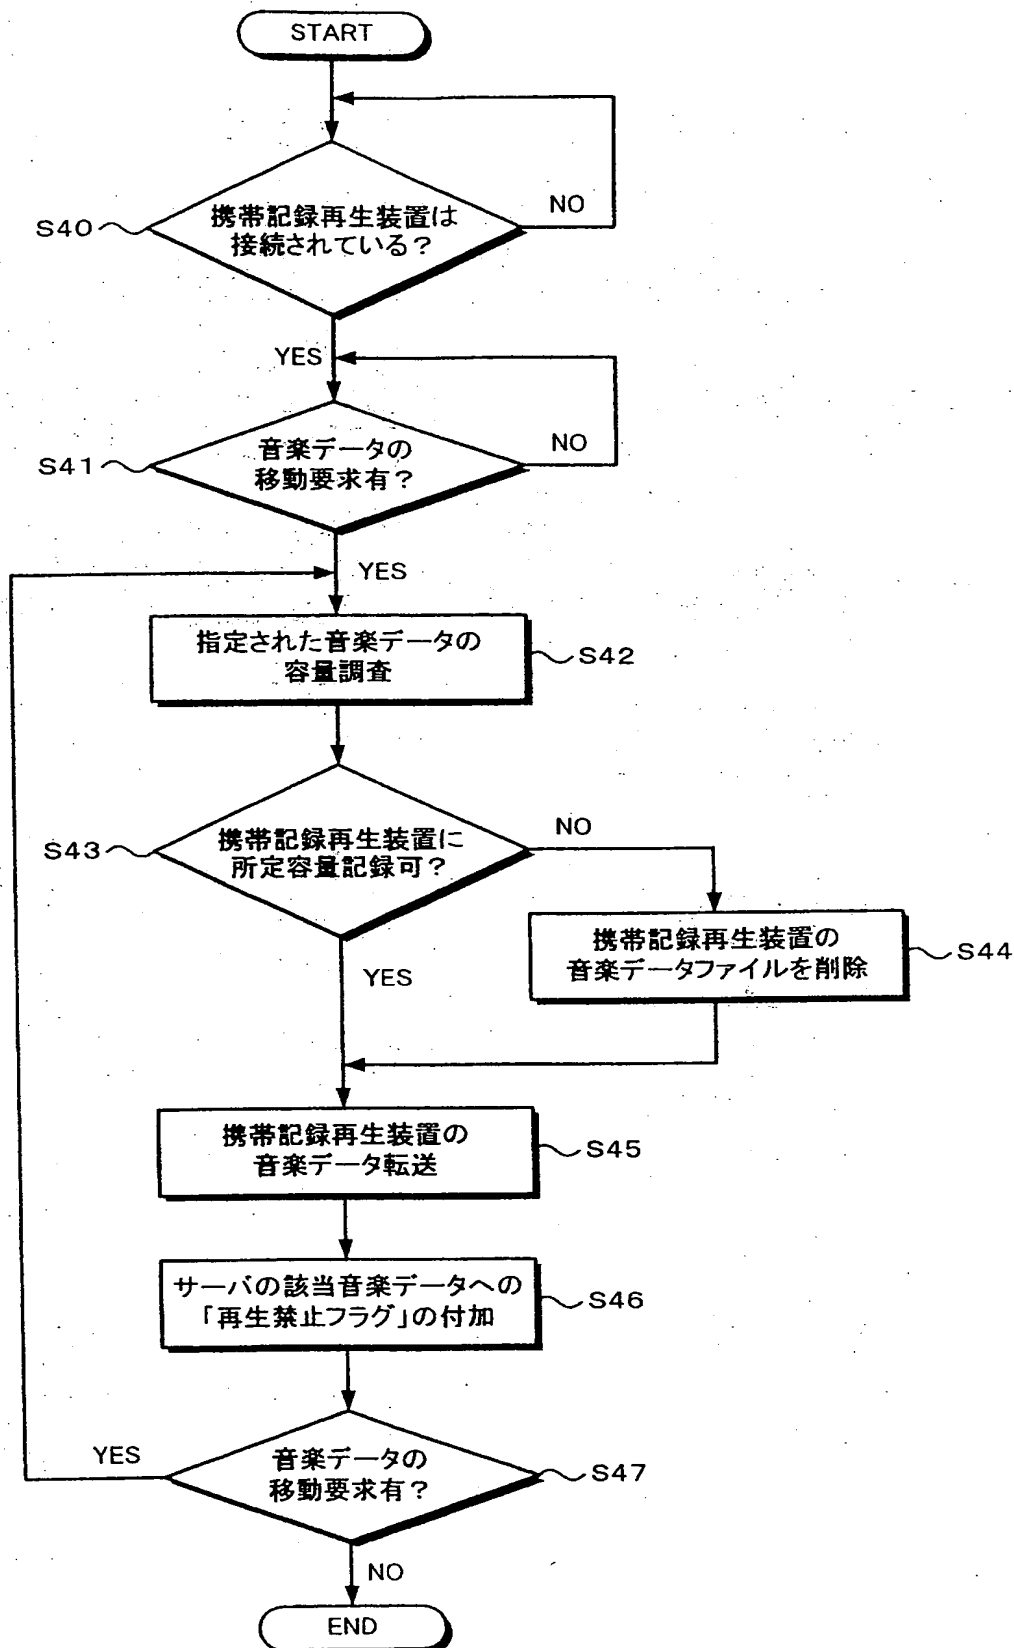 START
携帯記録再生装置は
接続されている？
S40
NO
YES
音楽データの
移動要求有？
S41
NO
YES
指定された音楽データの
容量調査
S42
携帯記録再生装置に
所定容量記録可？
S43
NO
携帯記録再生装置の
音楽データファイルを削除
S44
YES
携帯記録再生装置の
音楽データ転送
S45
サーバの該当音楽データへの
「再生禁止フラグ」の付加
S46
音楽データの
移動要求有？
S47
YES
NO
END